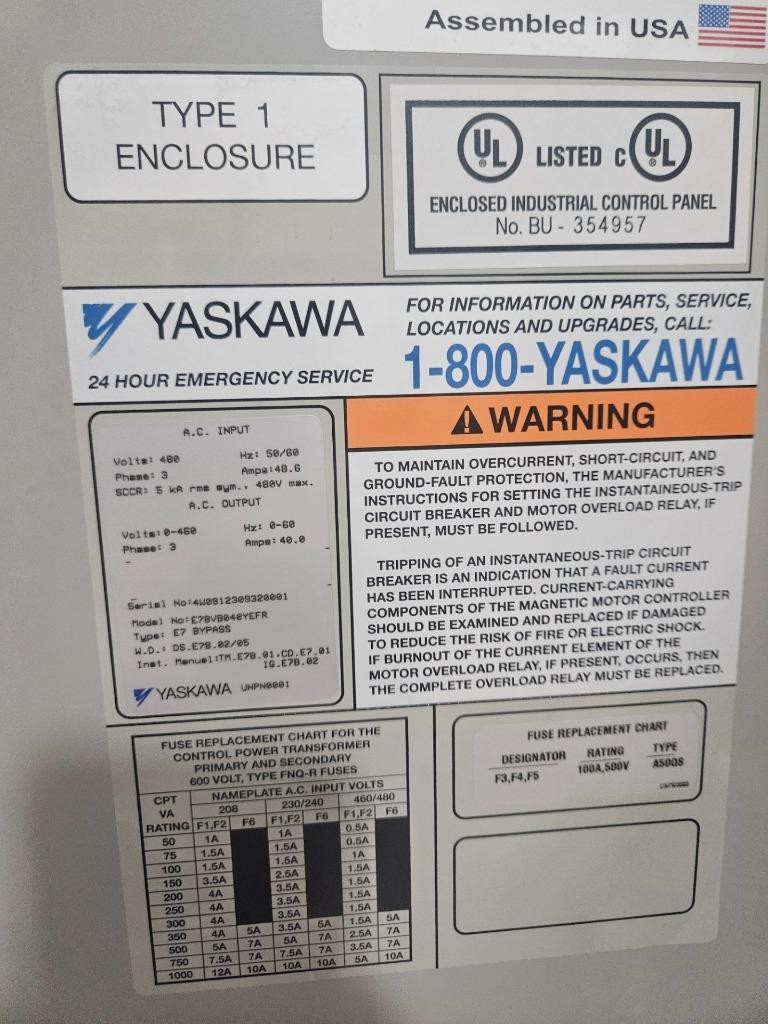 Assembled in USA
TYPE 1
ENCLOSURE
UL LISTED C UL
ENCLOSED INDUSTRIAL CONTROL PANEL
No. BU - 354957
YASKAWA
24 HOUR EMERGENCY SERVICE
FOR INFORMATION ON PARTS, SERVICE,
LOCATIONS AND UPGRADES, CALL:
1-800-YASKAWA
A.C. INPUT
Volts: 480 Hz: 50/60
Phase: 3 Amps:48.6
SCCR: 5 kA rms sym., 480V max.
A.C. OUTPUT
Volts:0-460 Hz: 0-60
Phase: 3 Amps:40.0
Serial No:4W0812309320001
Model No:E7BVB040YEFR
Type: E7 BYPASS
W.D.: DS.E7B.02/05
Inst. Manual:TM.E7B.01,CD.E7.01
IG.E7B.02
YASKAWA UNPN0001
WARNING
TO MAINTAIN OVERCURRENT, SHORT-CIRCUIT, AND
GROUND-FAULT PROTECTION, THE MANUFACTURER'S
INSTRUCTIONS FOR SETTING THE INSTANTAINEOUS-TRIP
CIRCUIT BREAKER AND MOTOR OVERLOAD RELAY, IF
PRESENT, MUST BE FOLLOWED.
TRIPPING OF AN INSTANTANEOUS-TRIP CIRCUIT
BREAKER IS AN INDICATION THAT A FAULT CURRENT
HAS BEEN INTERRUPTED. CURRENT-CARRYING
COMPONENTS OF THE MAGNETIC MOTOR CONTROLLER
SHOULD BE EXAMINED AND REPLACED IF DAMAGED
TO REDUCE THE RISK OF FIRE OR ELECTRIC SHOCK.
IF BURNOUT OF THE CURRENT ELEMENT OF THE
MOTOR OVERLOAD RELAY, IF PRESENT, OCCURS, THEN
THE COMPLETE OVERLOAD RELAY MUST BE REPLACED.
FUSE REPLACEMENT CHART FOR THE
CONTROL POWER TRANSFORMER
PRIMARY AND SECONDARY
600 VOLT, TYPE FNQ-R FUSES
CPT VA RATING NAMEPLATE A.C. INPUT VOLTS
208 230/240 460/480
F1,F2 F6 F1,F2 F6 F1,F2 F6
50 1A 1A 0.5A
75 1.5A 1.5A 0.5A
100 1.5A 1.5A 1A
150 3.5A 2.5A 1.5A
200 4A 3.5A 1.5A
250 4A 3.5A 1.5A
300 4A 3.5A 1.5A
350 4A 5A 3.5A 5A 1.5A 5A
500 5A 7A 5A 7A 2.5A 7A
750 7.5A 7A 7.5A 7A 3.5A 7A
1000 12A 10A 10A 10A 5A 10A
FUSE REPLACEMENT CHART
DESIGNATOR RATING TYPE
F3,F4,F5 100A,500V A50QS